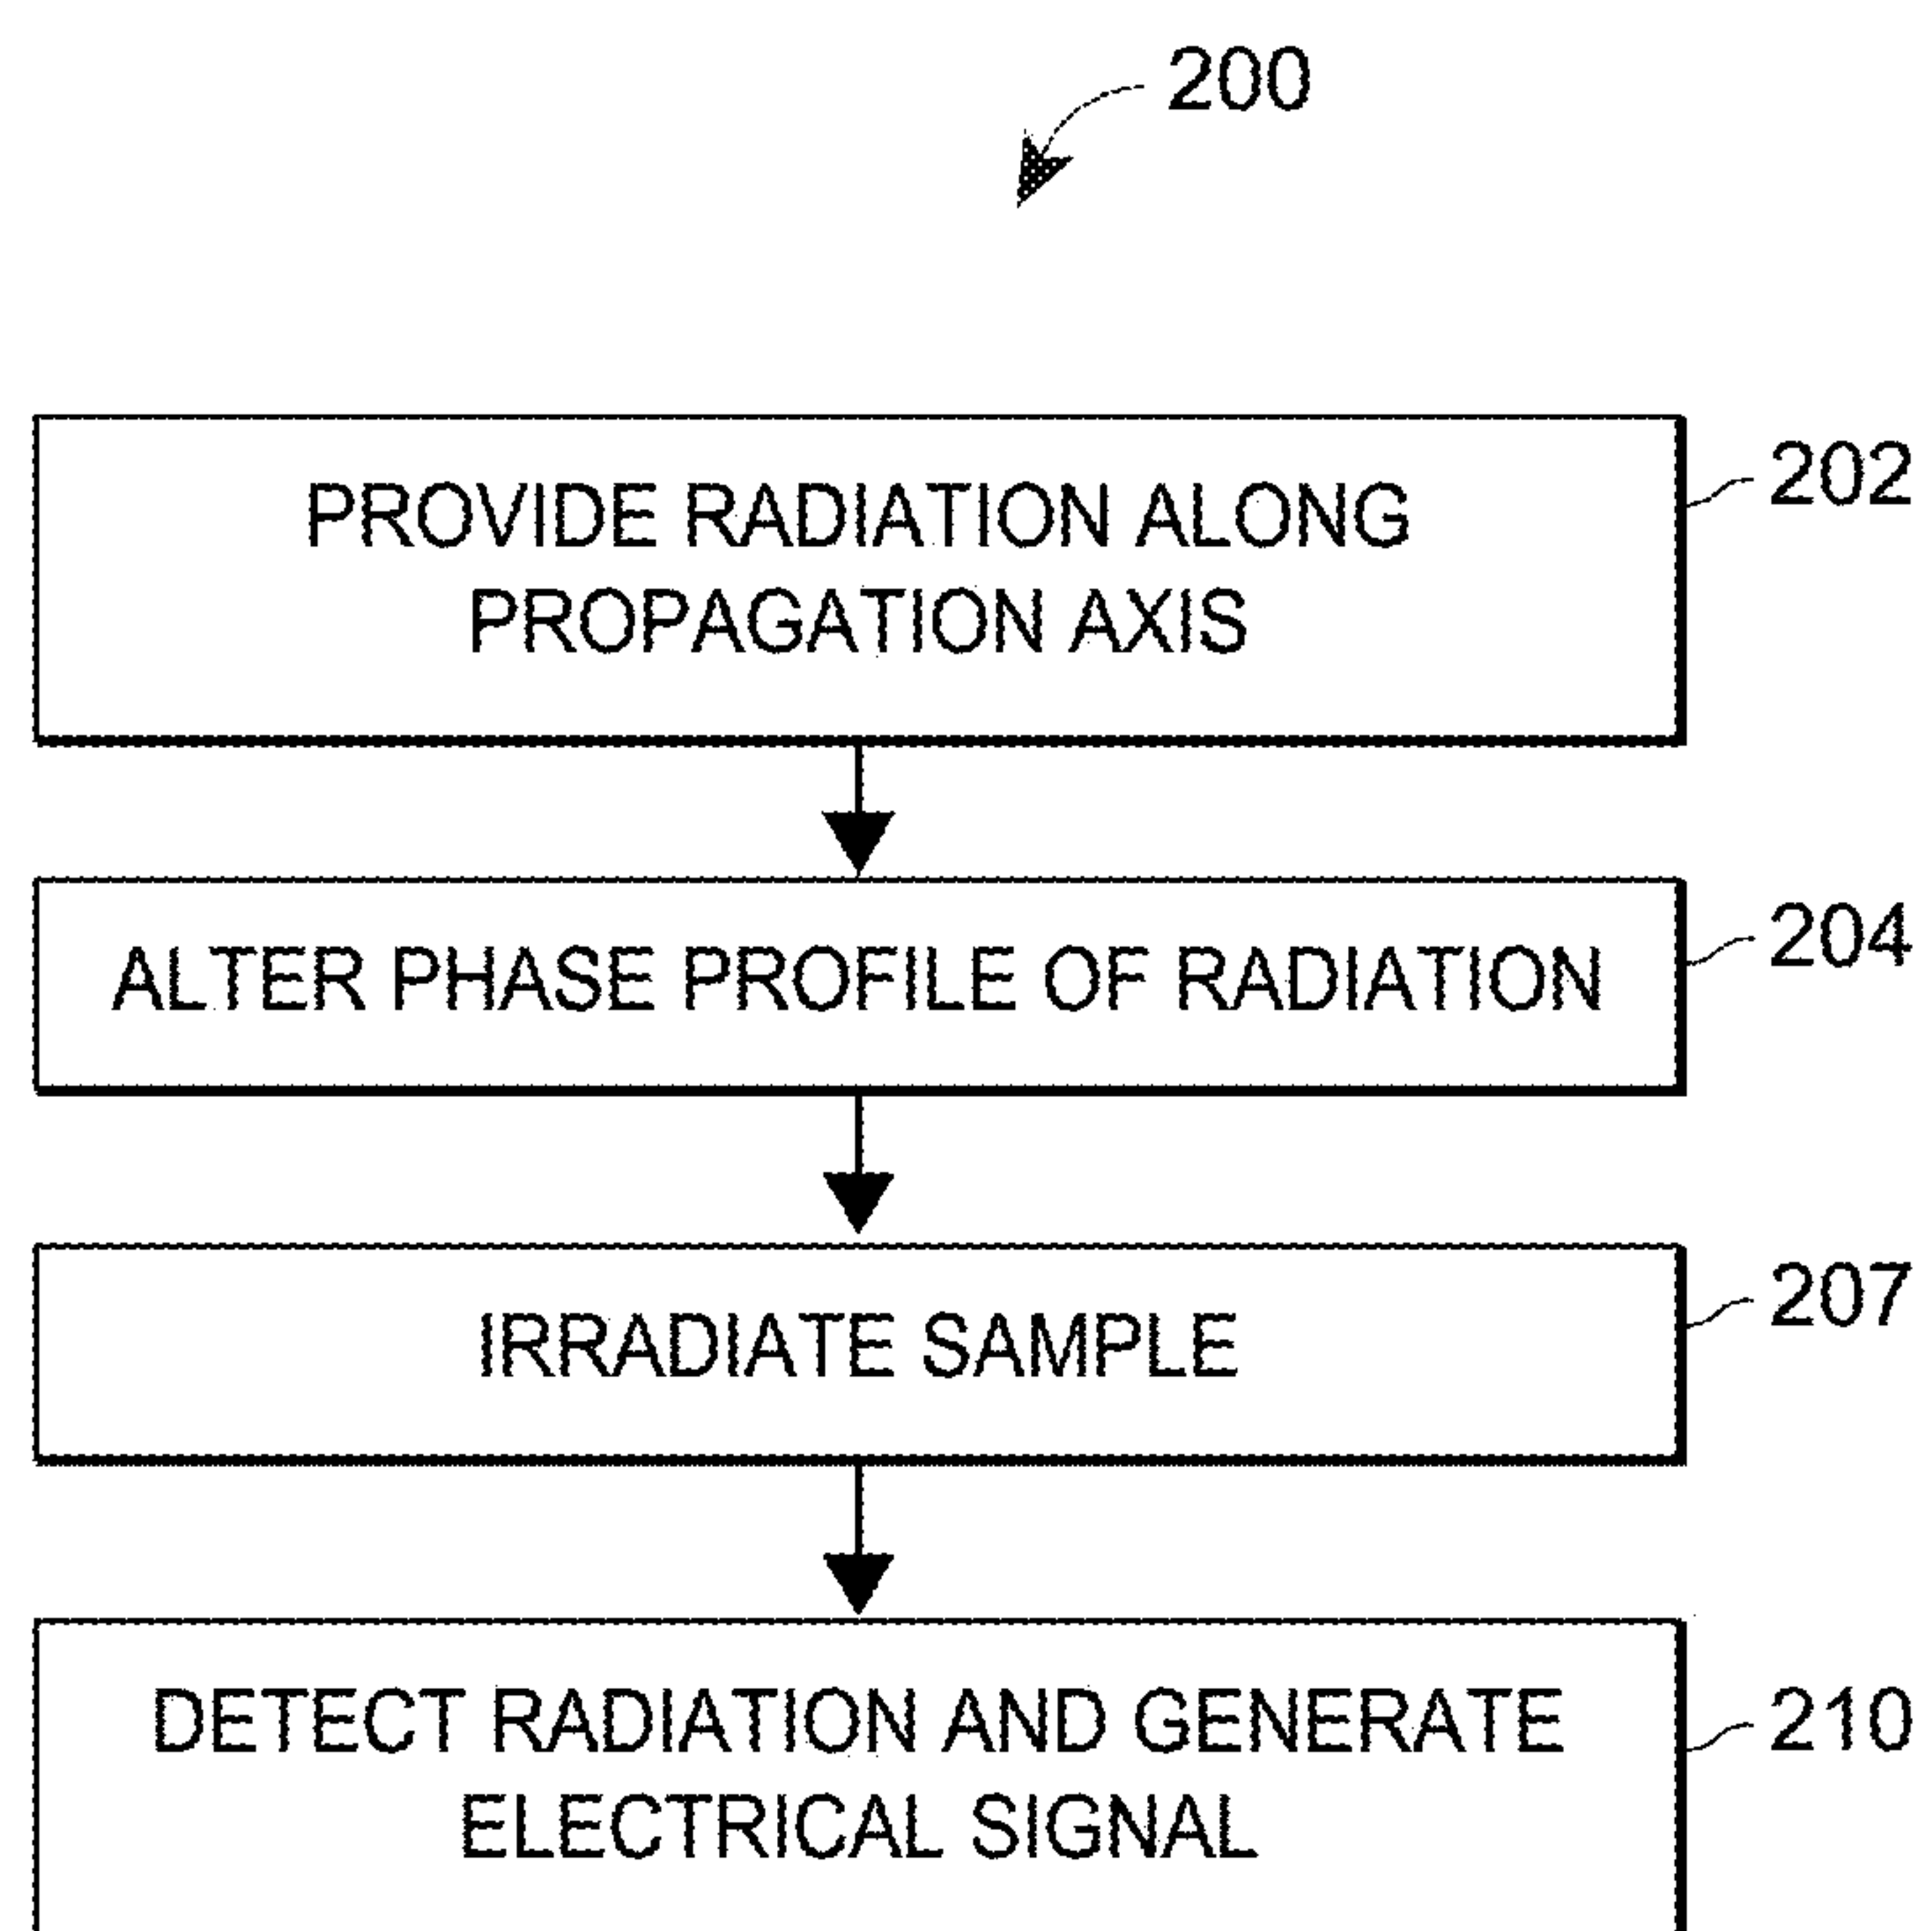 200
PROVIDE RADIATION ALONG
PROPAGATION AXIS
202
ALTER PHASE PROFILE OF RADIATION
204
IRRADIATE SAMPLE
207
DETECT RADIATION AND GENERATE
ELECTRICAL SIGNAL
210